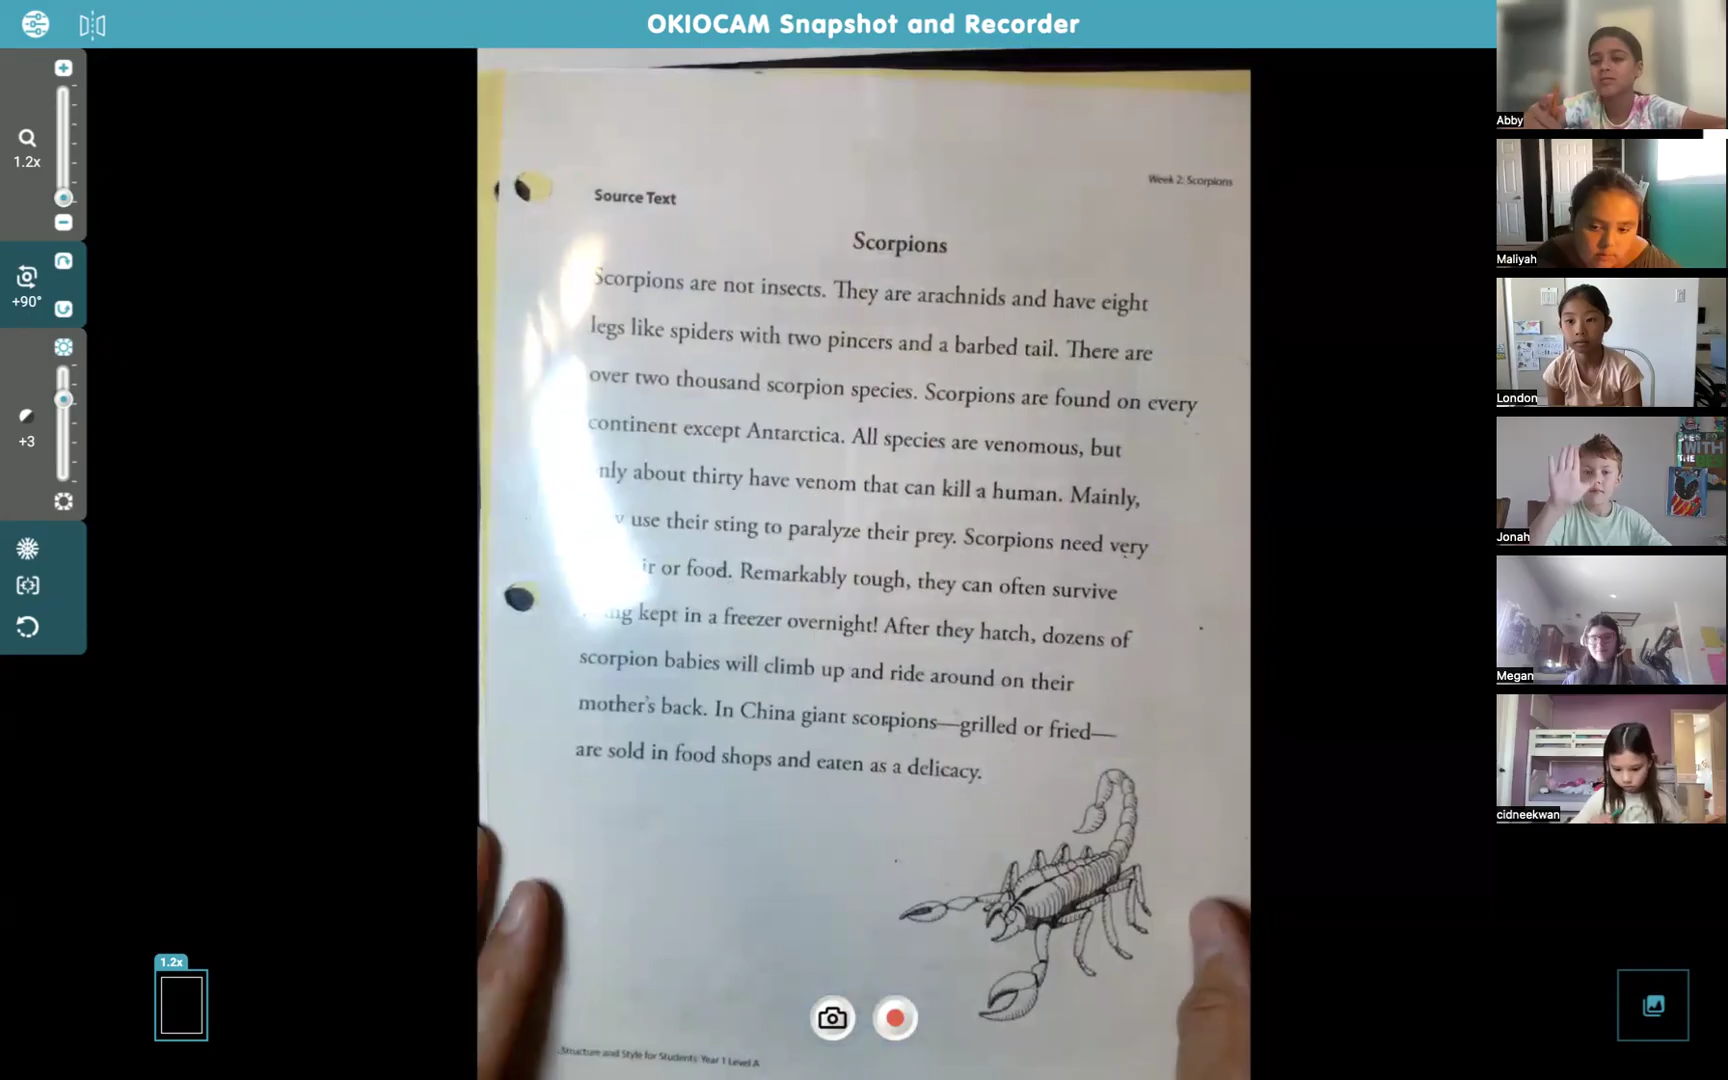 OKIOCAM Snapshot and Recorder
1.2x
+90°
+3
1.2x
Week 2: Scorpions
Source Text
Scorpions
Scorpions are not insects. They are arachnids and have eight
legs like spiders with two pincers and a barbed tail. There are
over two thousand scorpion species. Scorpions are found on every
continent except Antarctica. All species are venomous, but
about thirty have venom that can kill a human. Mainly,
use their sting to paralyze their prey. Scorpions need very
or food. Remarkably tough, they can often survive
kept in a freezer overnight! After they hatch, dozens of
scorpion babies will climb up and ride around on their
mother's back. In China giant scorpions—grilled or fried—
are sold in food shops and eaten as a delicacy.
Structure and Style for Students: Year 1 Level A
Abby
Maliyah
London
Jonah
Megan
cidneekwan